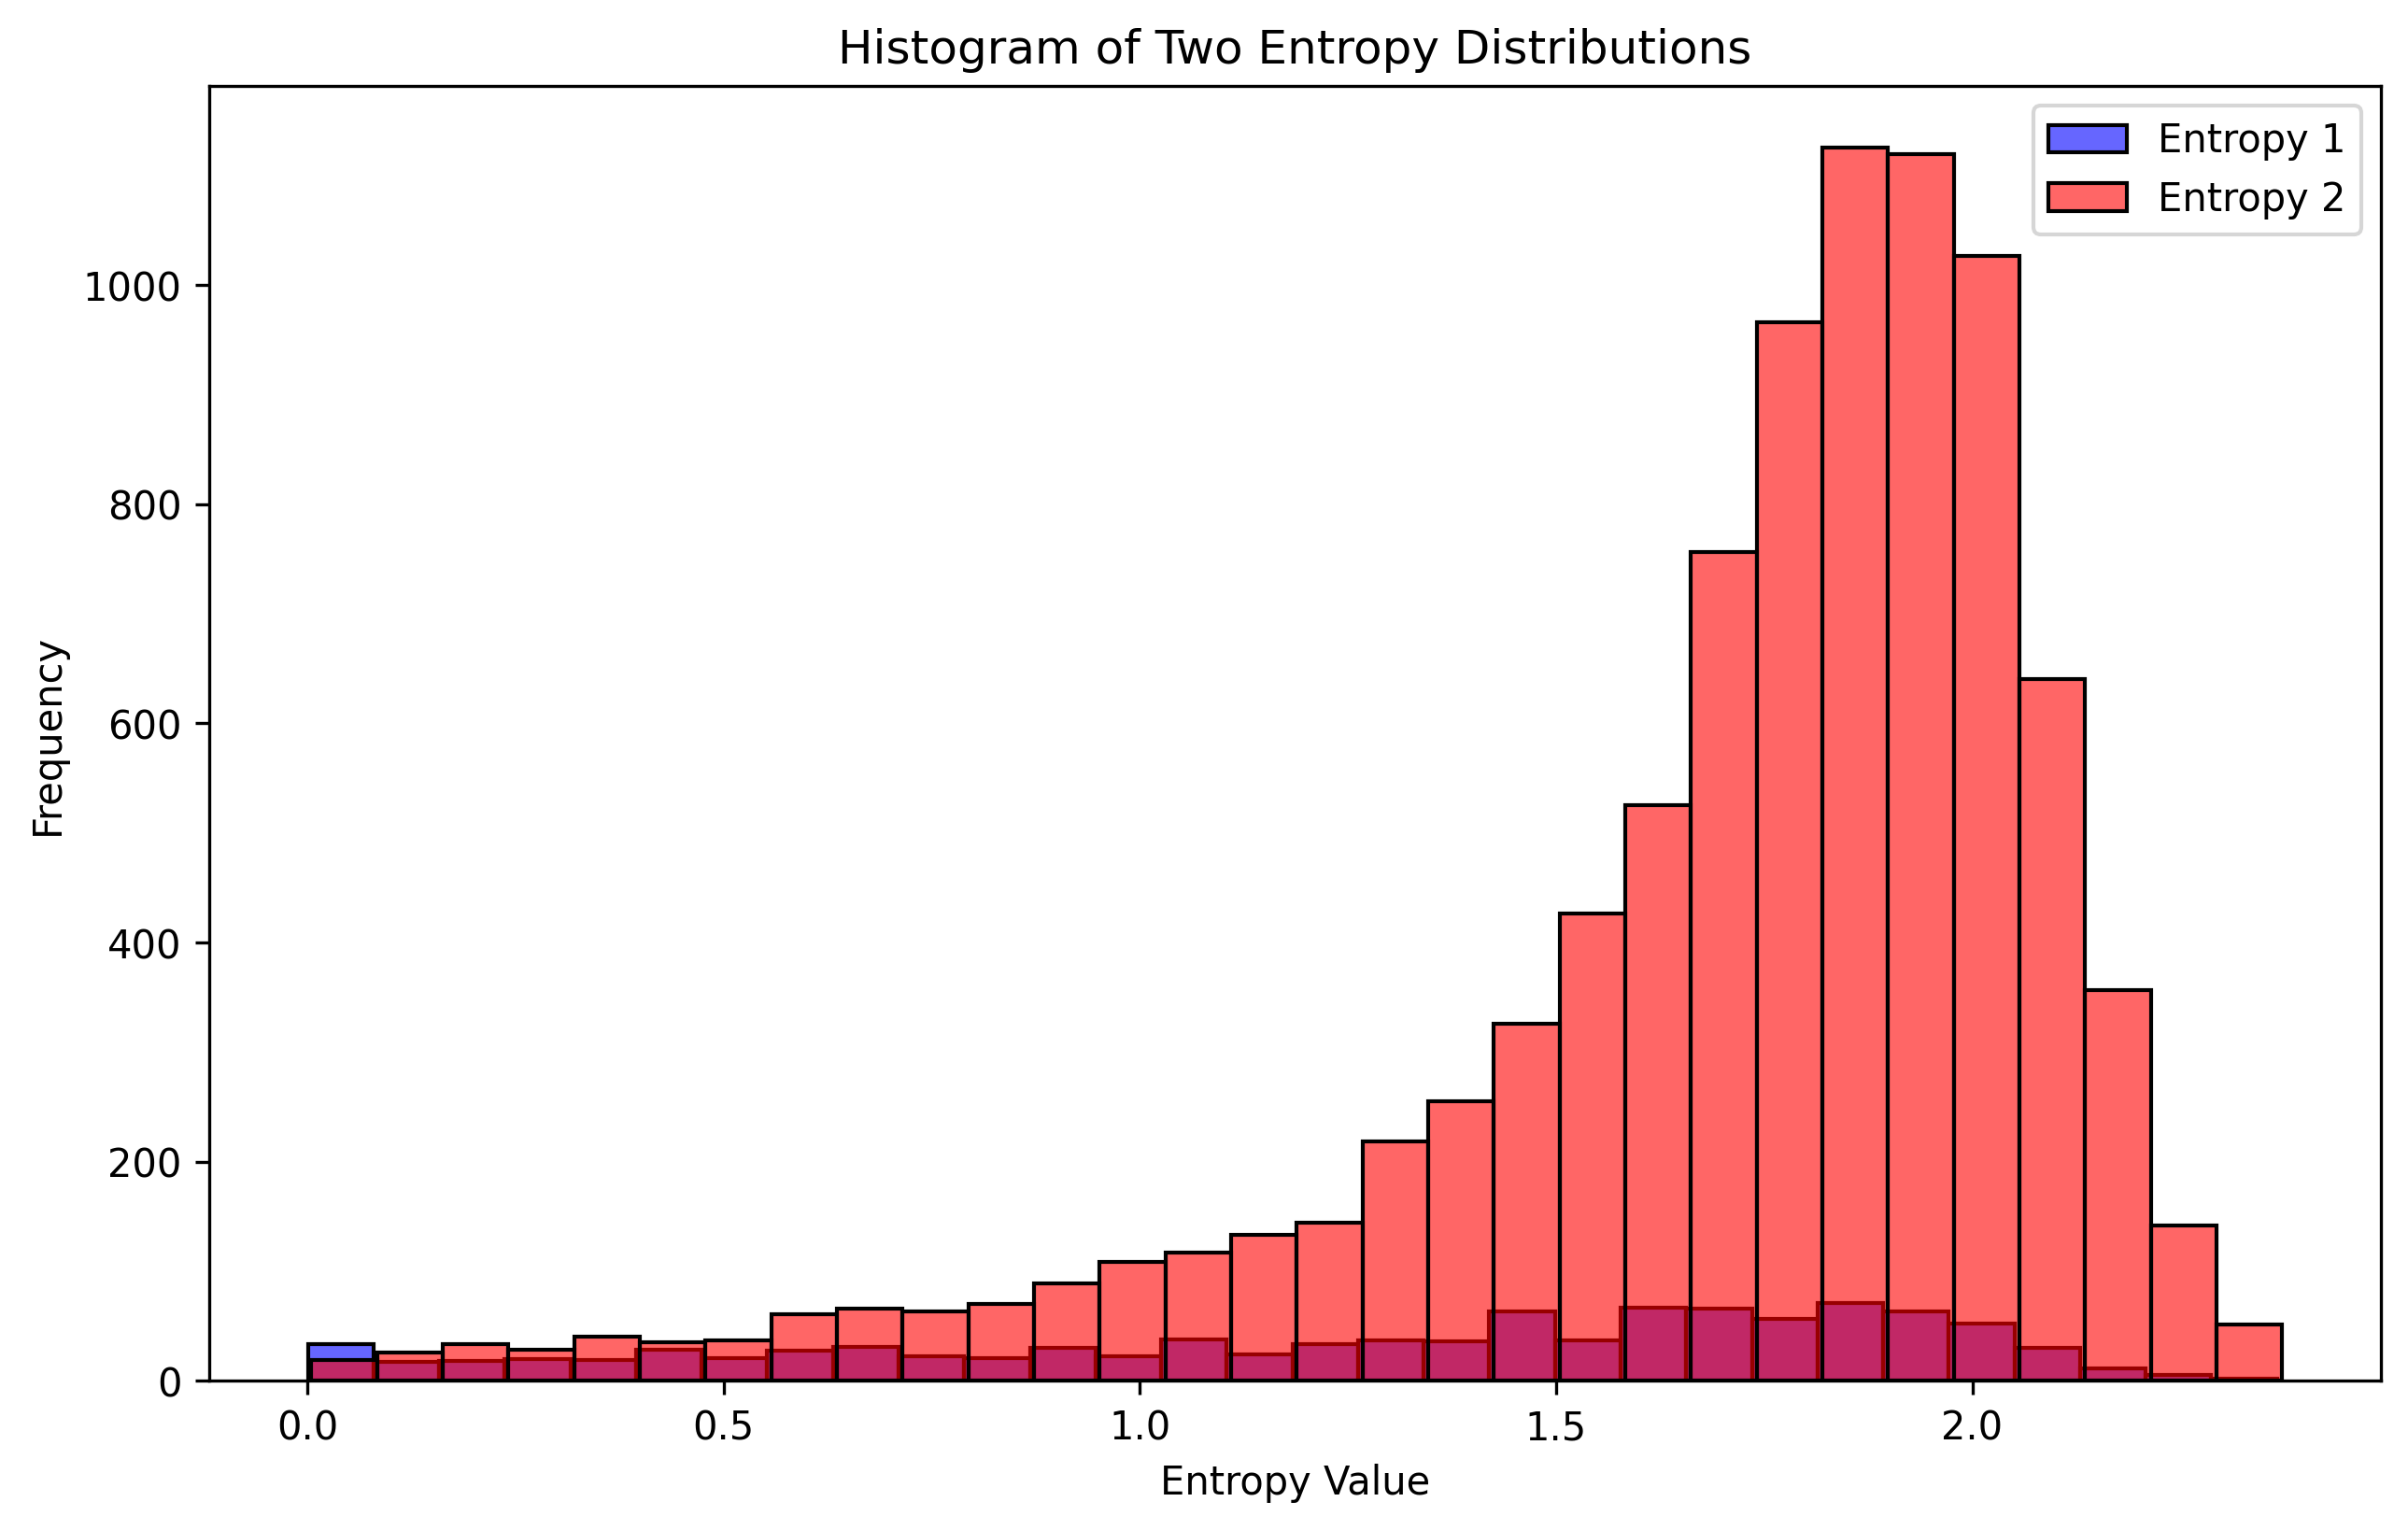 Histogram of Two Entropy Distributions
Entropy 1
Entropy 2
Frequency
1000
800
600
400
200
0
0.0 0.5 1.0 1.5 2.0
Entropy Value